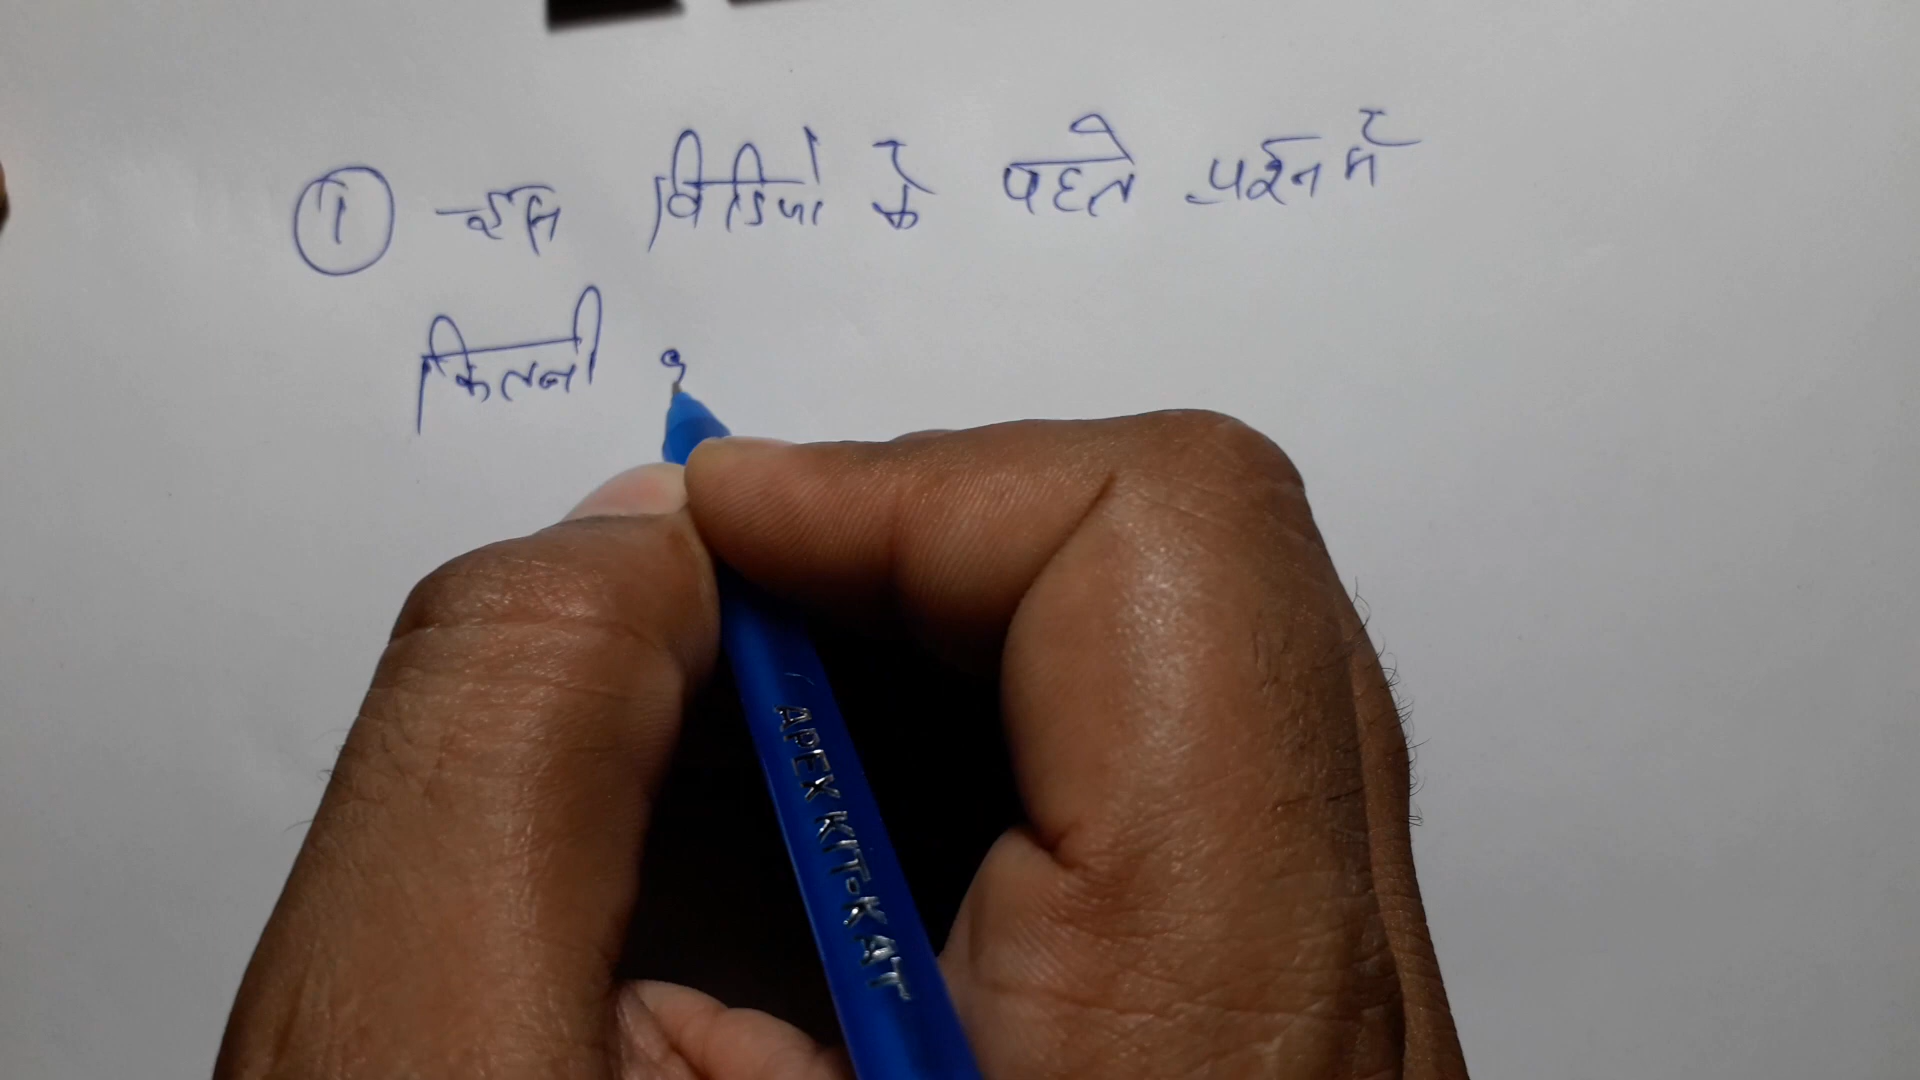 ① इस विडियो के पहले प्रश्न में
कितनी
APEX KIT-KAT